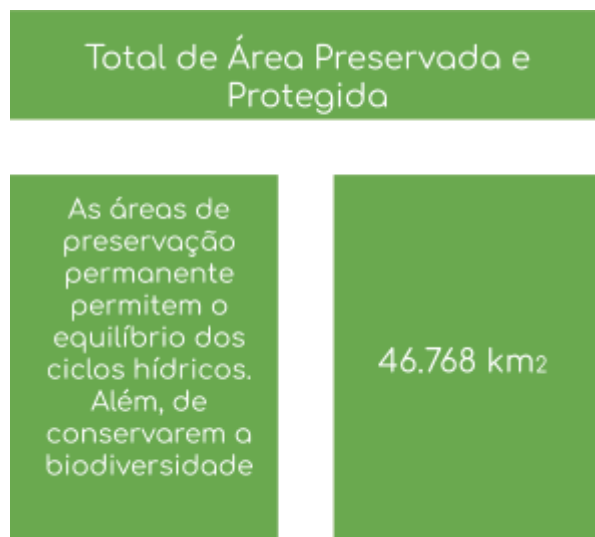 Total de Área Preservada e
Protegida
As áreas de
preservação
permanente
permitem o
equilíbrio dos
ciclos hídricos.
Além, de
conservarem a
biodiversidade
46.768 km2